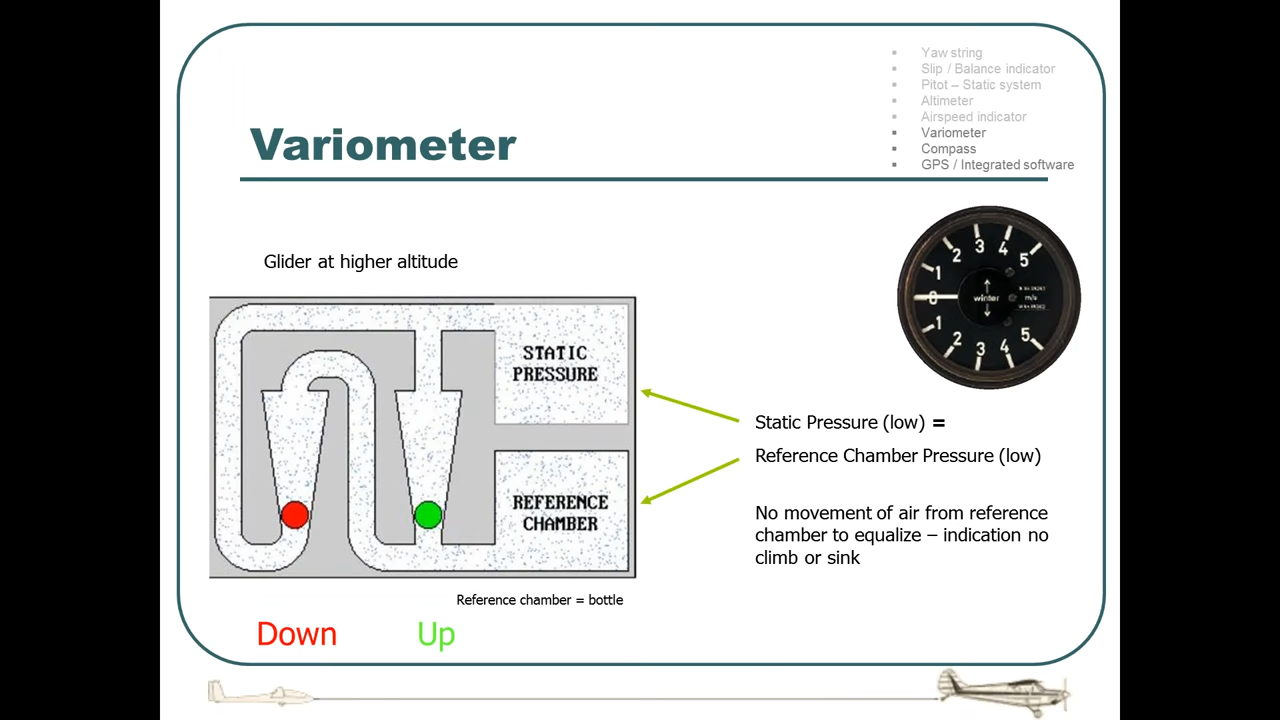 Yaw string
Slip / Balance indicator
Pitot – Static system
Altimeter
Airspeed indicator
Variometer
Compass
GPS / Integrated software
Variometer
Glider at higher altitude
STATIC
PRESSURE
REFERENCE
CHAMBER
Reference chamber = bottle
Down
Up
1 2 3 4 5
0
winter
m/s
1 2 3 4 5
Static Pressure (low) =
Reference Chamber Pressure (low)
No movement of air from reference
chamber to equalize – indication no
climb or sink